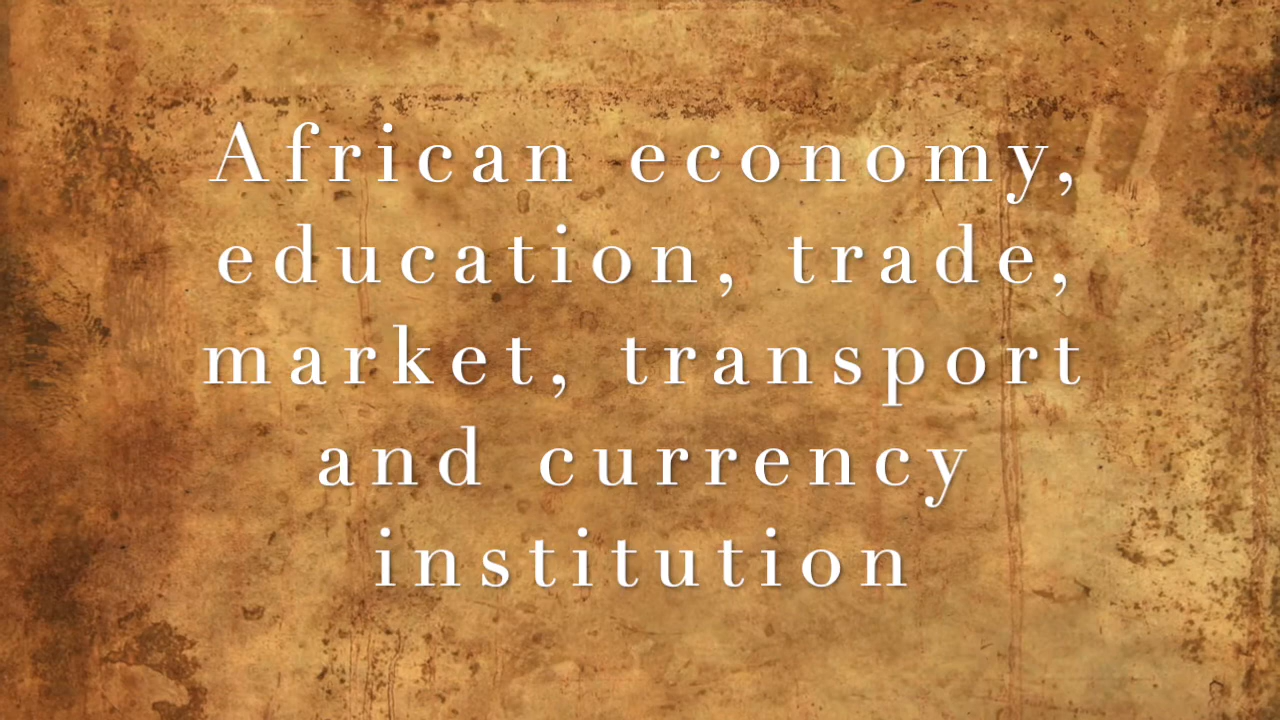 African economy,
education, trade,
market, transport
and currency
institution